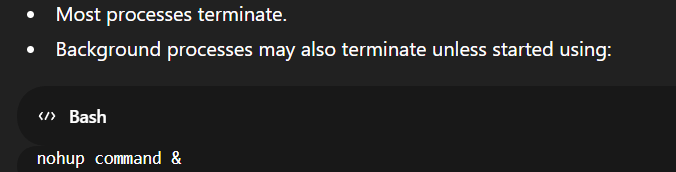 Most processes terminate.
Background processes may also terminate unless started using:
Bash
nohup command &